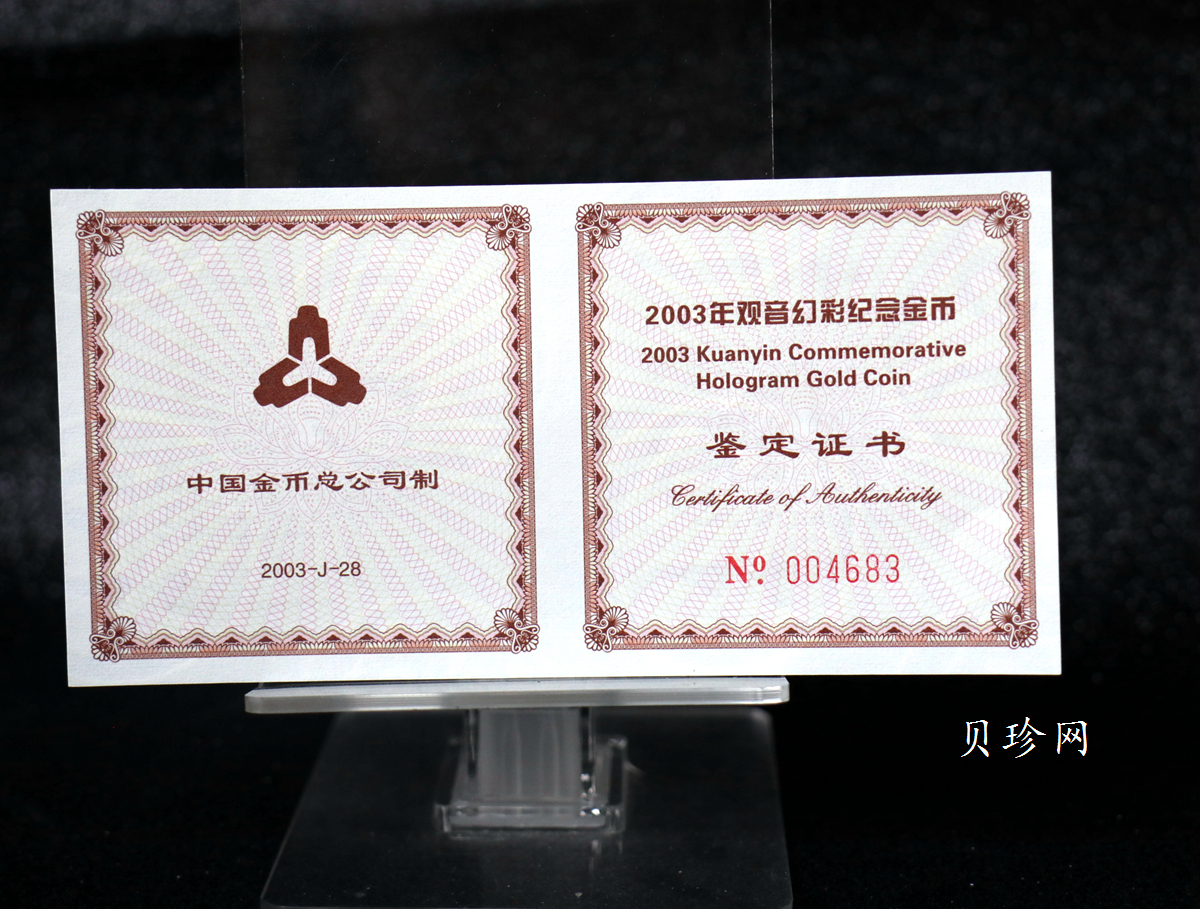 中国金币总公司制
2003-J-28
2003年观音幻彩纪念金币
2003 Kuanyin Commemorative
Hologram Gold Coin
鉴定证书
Certificate of Authenticity
Nº 004683
贝珍网